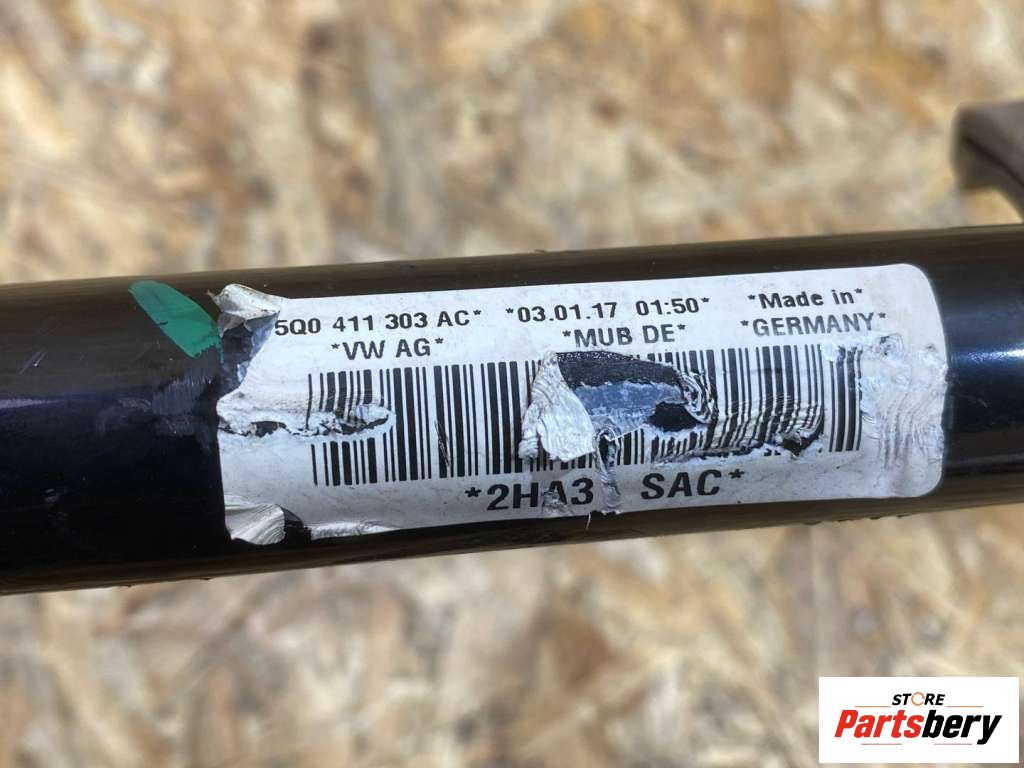 5Q0 411 303 AC* *03.01.17 01:50* *Made in*
*VW AG* *MUB DE* *GERMANY*
*2HA3 SAC*
STORE
Partsbery